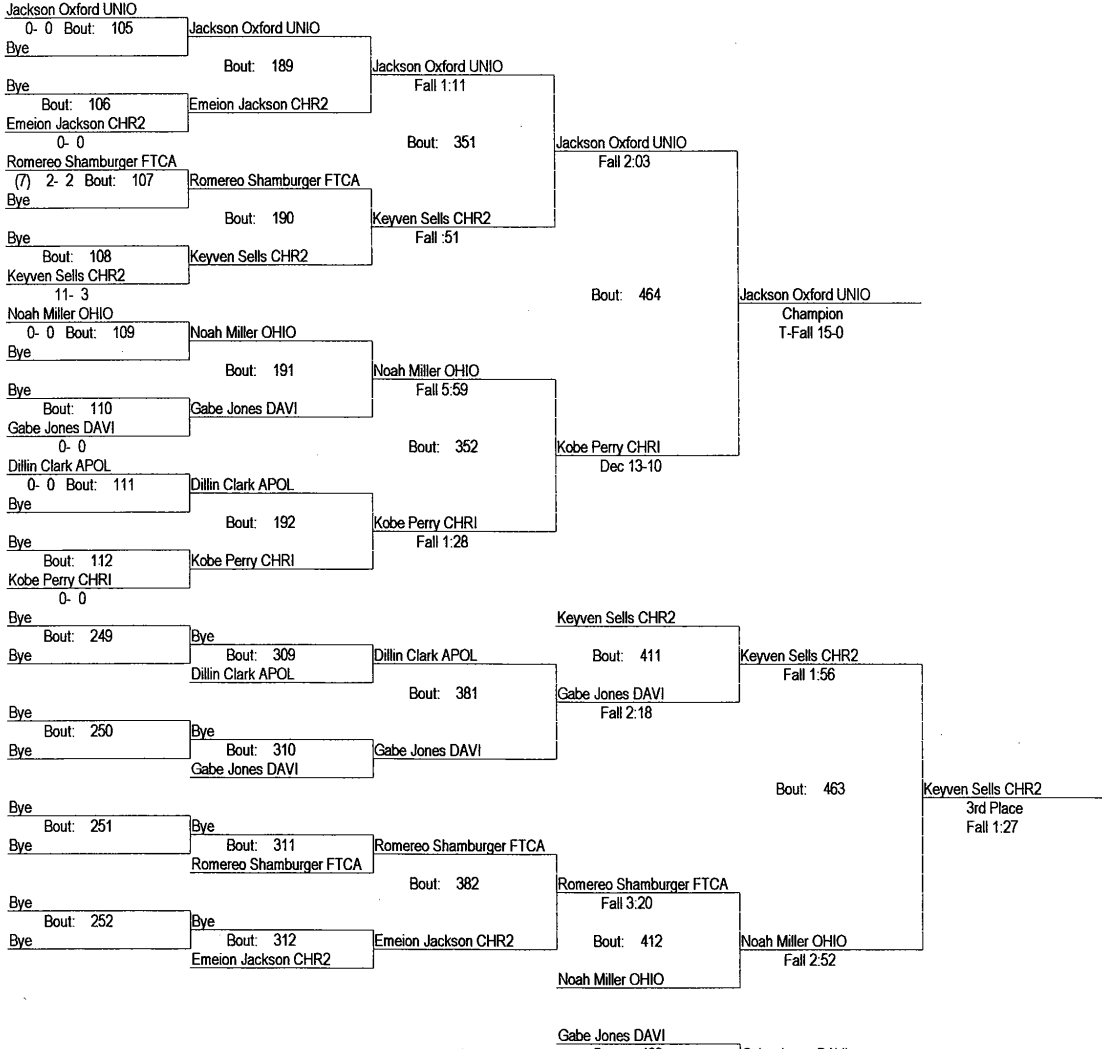 Jackson Oxford UNIO
0- 0 Bout: 105
Jackson Oxford UNIO
Bye
Bout: 189
Jackson Oxford UNIO
Fall 1:11
Bye
Bout: 106
Emeion Jackson CHR2
Emeion Jackson CHR2
0- 0
Bout: 351
Jackson Oxford UNIO
Fall 2:03
Romereo Shamburger FTCA
(7) 2- 2 Bout: 107
Romereo Shamburger FTCA
Bye
Bout: 190
Keyven Sells CHR2
Fall :51
Bye
Bout: 108
Keyven Sells CHR2
Keyven Sells CHR2
11- 3
Bout: 464
Jackson Oxford UNIO
Champion
T-Fall 15-0
Noah Miller OHIO
0- 0 Bout: 109
Noah Miller OHIO
Bye
Bout: 191
Noah Miller OHIO
Fall 5:59
Bye
Bout: 110
Gabe Jones DAVI
Gabe Jones DAVI
0- 0
Bout: 352
Kobe Perry CHRI
Dec 13-10
Dillin Clark APOL
0- 0 Bout: 111
Dillin Clark APOL
Bye
Bout: 192
Kobe Perry CHRI
Fall 1:28
Bye
Bout: 112
Kobe Perry CHRI
Kobe Perry CHRI
0- 0
Bye
Bout: 249
Bye
Bye
Bout: 309
Dillin Clark APOL
Dillin Clark APOL
Keyven Sells CHR2
Bout: 411
Keyven Sells CHR2
Fall 1:56
Bout: 381
Gabe Jones DAVI
Fall 2:18
Bye
Bout: 250
Bye
Bye
Bout: 310
Gabe Jones DAVI
Gabe Jones DAVI
Bout: 463
Keyven Sells CHR2
3rd Place
Fall 1:27
Bye
Bout: 251
Bye
Bye
Bout: 311
Romereo Shamburger FTCA
Romereo Shamburger FTCA
Bout: 382
Romereo Shamburger FTCA
Fall 3:20
Bye
Bout: 252
Bye
Bye
Bout: 312
Emeion Jackson CHR2
Emeion Jackson CHR2
Bout: 412
Noah Miller OHIO
Fall 2:52
Noah Miller OHIO
Gabe Jones DAVI